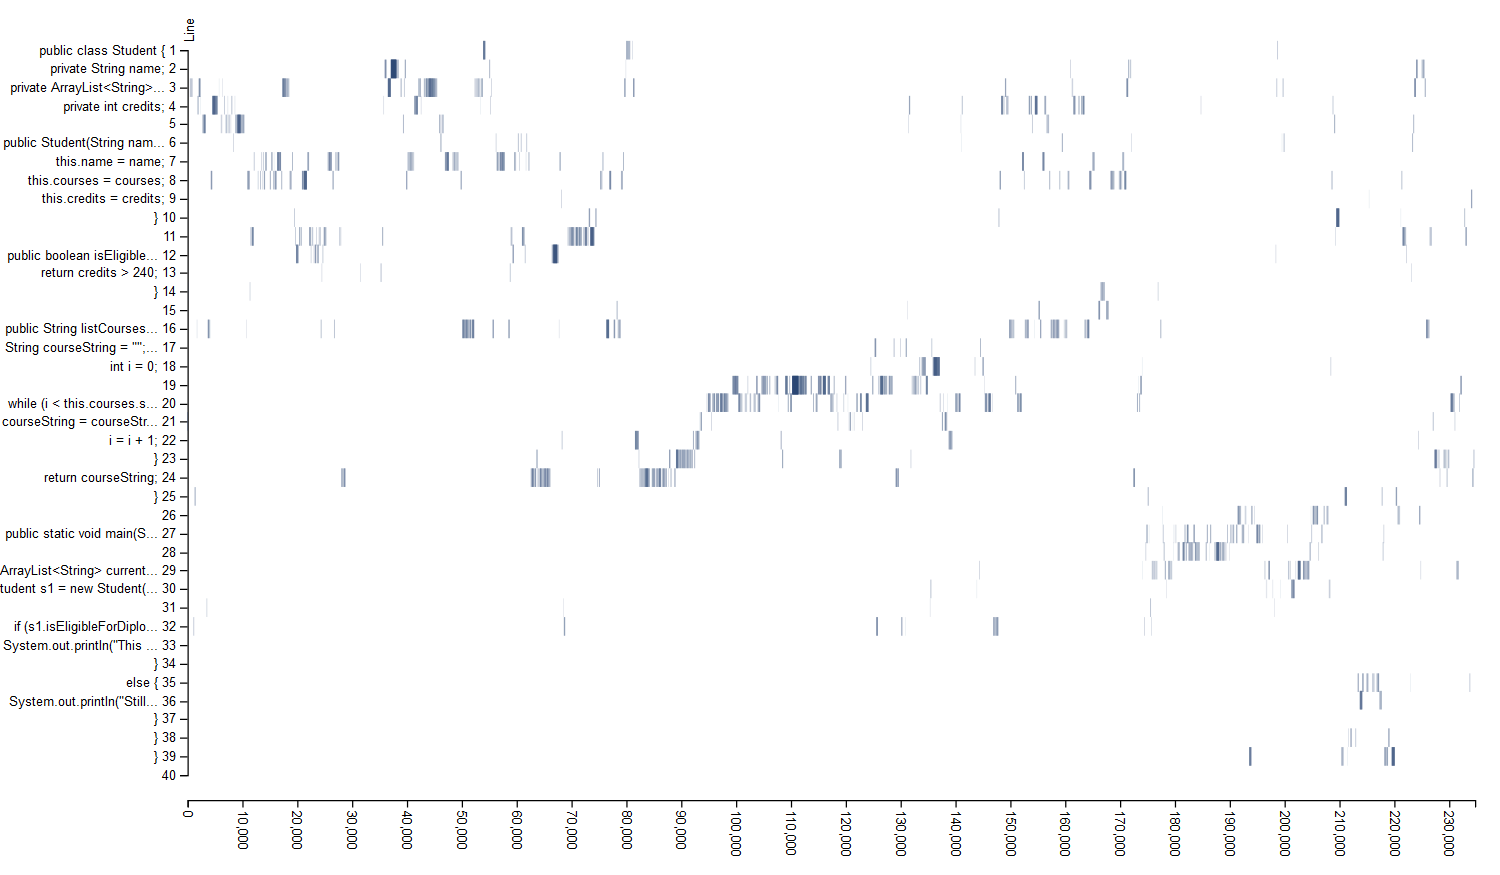 Line
public class Student { 1
private String name; 2
private ArrayList<String>... 3
private int credits; 4
5
public Student(String nam... 6
this.name = name; 7
this.courses = courses; 8
this.credits = credits; 9
} 10
11
public boolean isEligible... 12
return credits > 240; 13
} 14
15
public String listCourses... 16
String courseString = "";... 17
int i = 0; 18
19
while (i < this.courses.s... 20
courseString = courseStr... 21
i = i + 1; 22
} 23
return courseString; 24
} 25
26
public static void main(S... 27
28
ArrayList<String> current... 29
tudent s1 = new Student(... 30
31
if (s1.isEligibleForDiplo... 32
System.out.println("This ... 33
} 34
else { 35
System.out.println("Still... 36
} 37
} 38
} 39
40
0
10,000
20,000
30,000
40,000
50,000
60,000
70,000
80,000
90,000
100,000
110,000
120,000
130,000
140,000
150,000
160,000
170,000
180,000
190,000
200,000
210,000
220,000
230,000